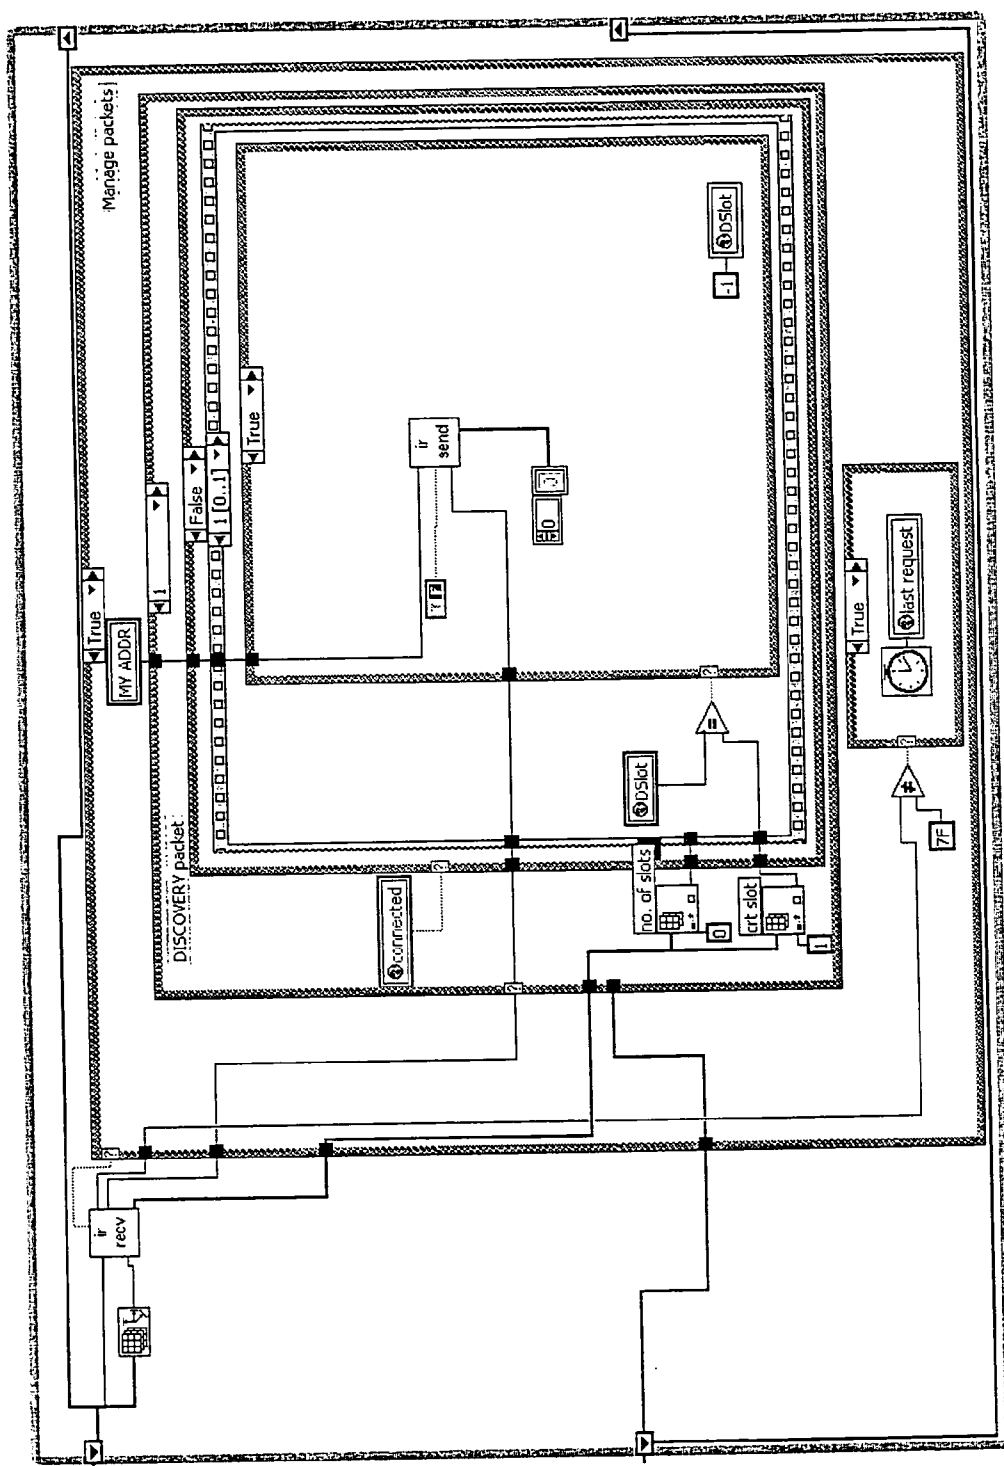 Manage packets
True
MY ADDR
1
DISCOVERY packet
False
1 [0..1]
True
ir
recv
ir
send
0
connected
DSlot
-1
DSlot
=
no. of slots
0
crt slot
1
True
last request
≠
7F